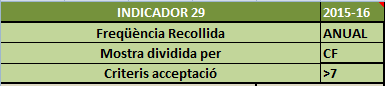 INDICADOR 29 2015-16
Freqüència Recollida ANUAL
Mostra dividida per CF
Criteris acceptació >7